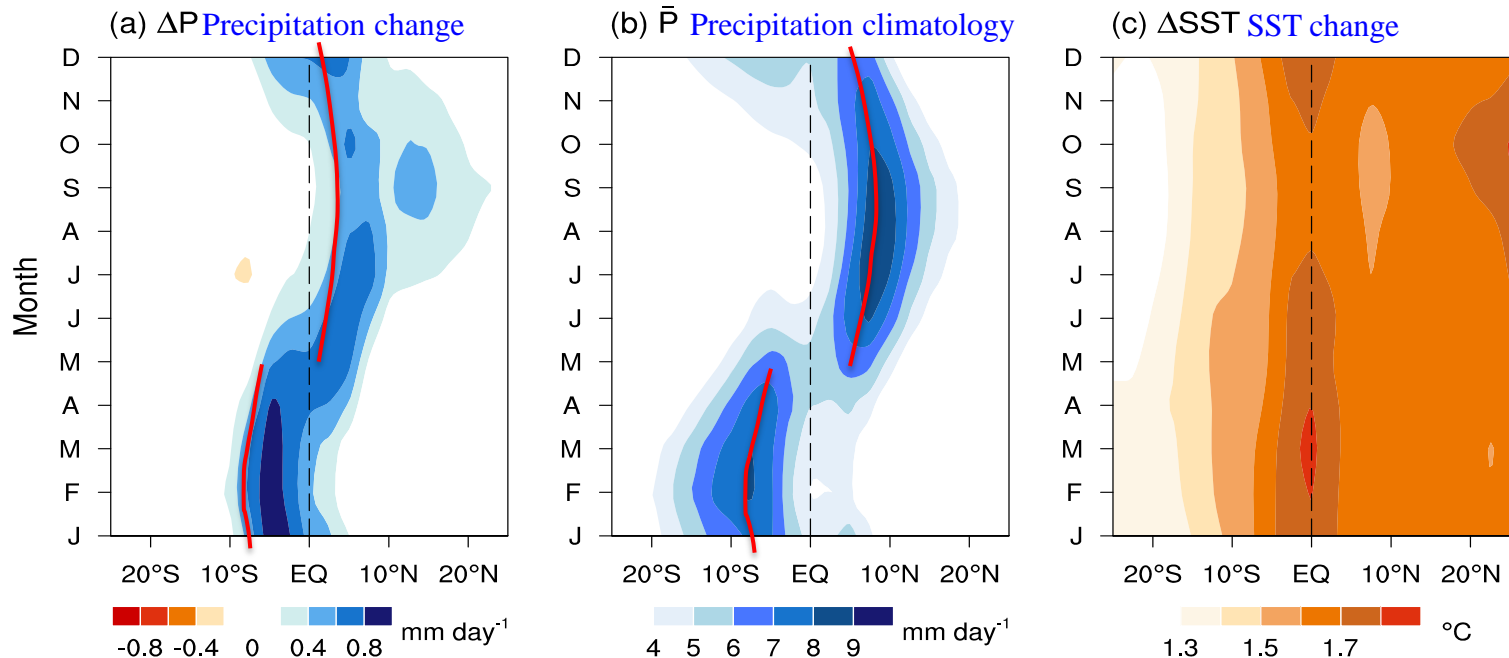 (a) ΔP Precipitation change
(b) P̄ Precipitation climatology
(c) ΔSST SST change
Month
D
N
O
S
A
J
J
M
A
M
F
J
20°S 10°S EQ 10°N 20°N
-0.8 -0.4 0 0.4 0.8 mm day⁻¹
D
N
O
S
A
J
J
M
A
M
F
J
20°S 10°S EQ 10°N 20°N
4 5 6 7 8 9 mm day⁻¹
D
N
O
S
A
J
J
M
A
M
F
J
20°S 10°S EQ 10°N 20°N
1.3 1.5 1.7 °C